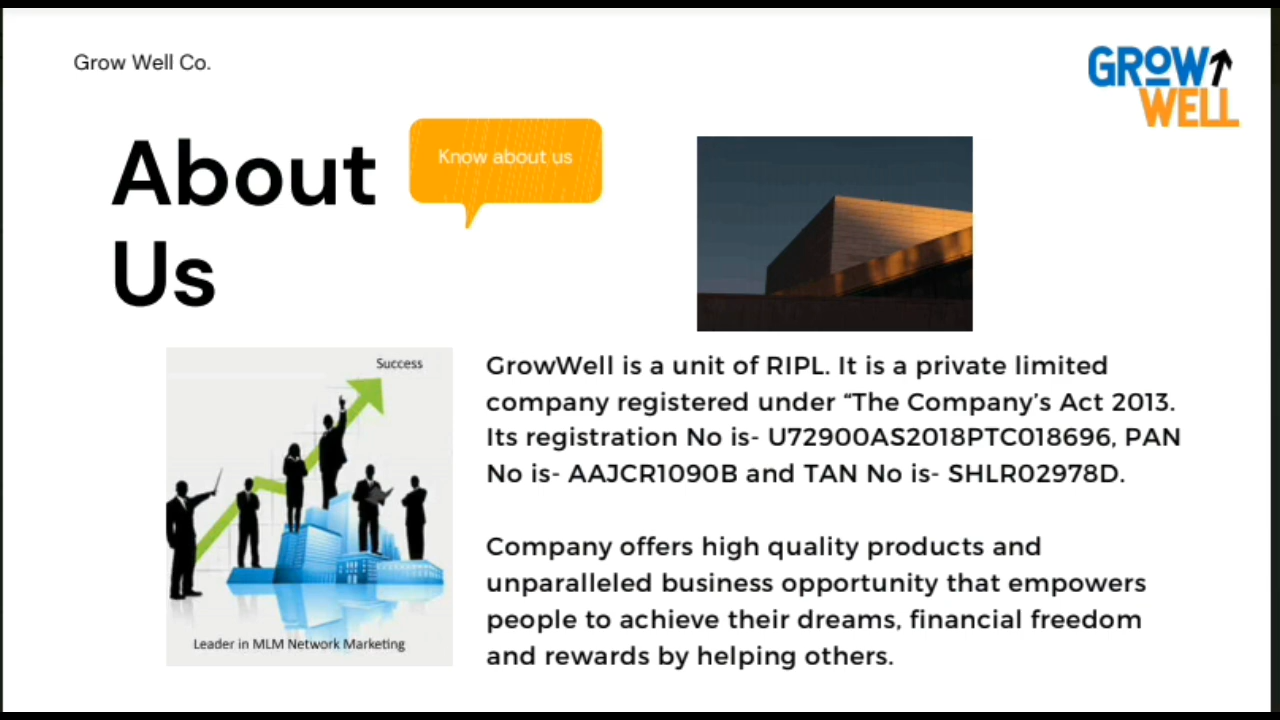 Grow Well Co.
GROW
WELL
About
Us
Know about us
Success
Leader in MLM Network Marketing
GrowWell is a unit of RIPL. It is a private limited
company registered under “The Company’s Act 2013.
Its registration No is- U72900AS2018PTC018696, PAN
No is- AAJCR1090B and TAN No is- SHLR02978D.
Company offers high quality products and
unparalleled business opportunity that empowers
people to achieve their dreams, financial freedom
and rewards by helping others.